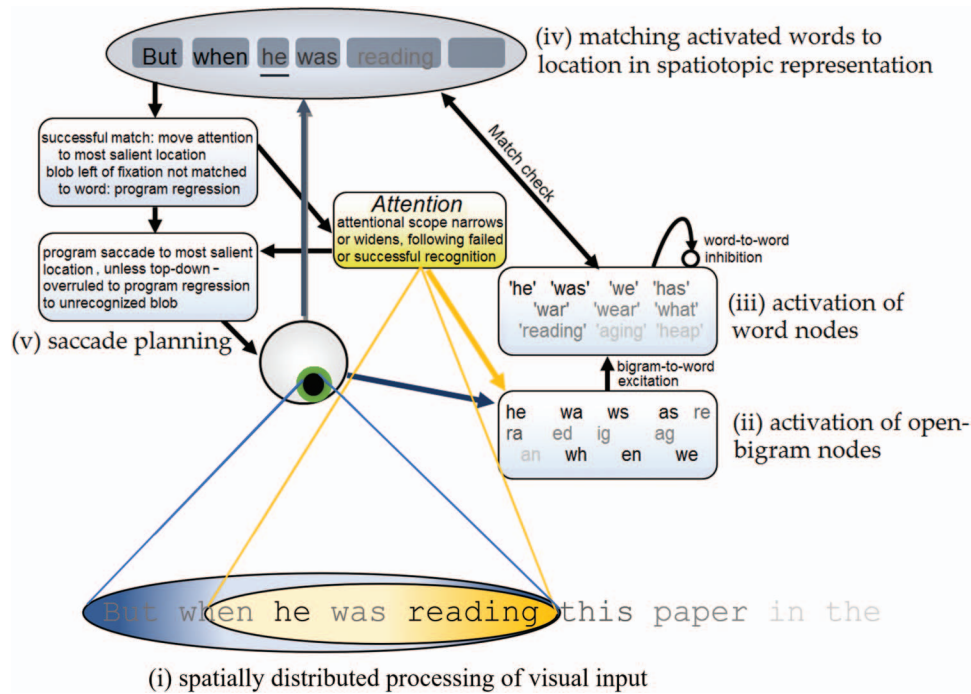 But when he was reading
(iv) matching activated words to
location in spatiotopic representation
successful match: move attention
to most salient location
blob left of fixation not matched
to word: program regression
Match check
Attention
attentional scope narrows
or widens, following failed
or successful recognition
program saccade to most salient
location, unless top-down-
overruled to program regression
to unrecognized blob
word-to-word
inhibition
'he' 'was' 'we' 'has'
'war' 'wear' 'what'
'reading' 'aging' 'heap'
(iii) activation of
word nodes
(v) saccade planning
bigram-to-word
excitation
he wa ws as re
ra ed ig ag
an wh en we
(ii) activation of open-
bigram nodes
But when he was reading this paper in the
(i) spatially distributed processing of visual input